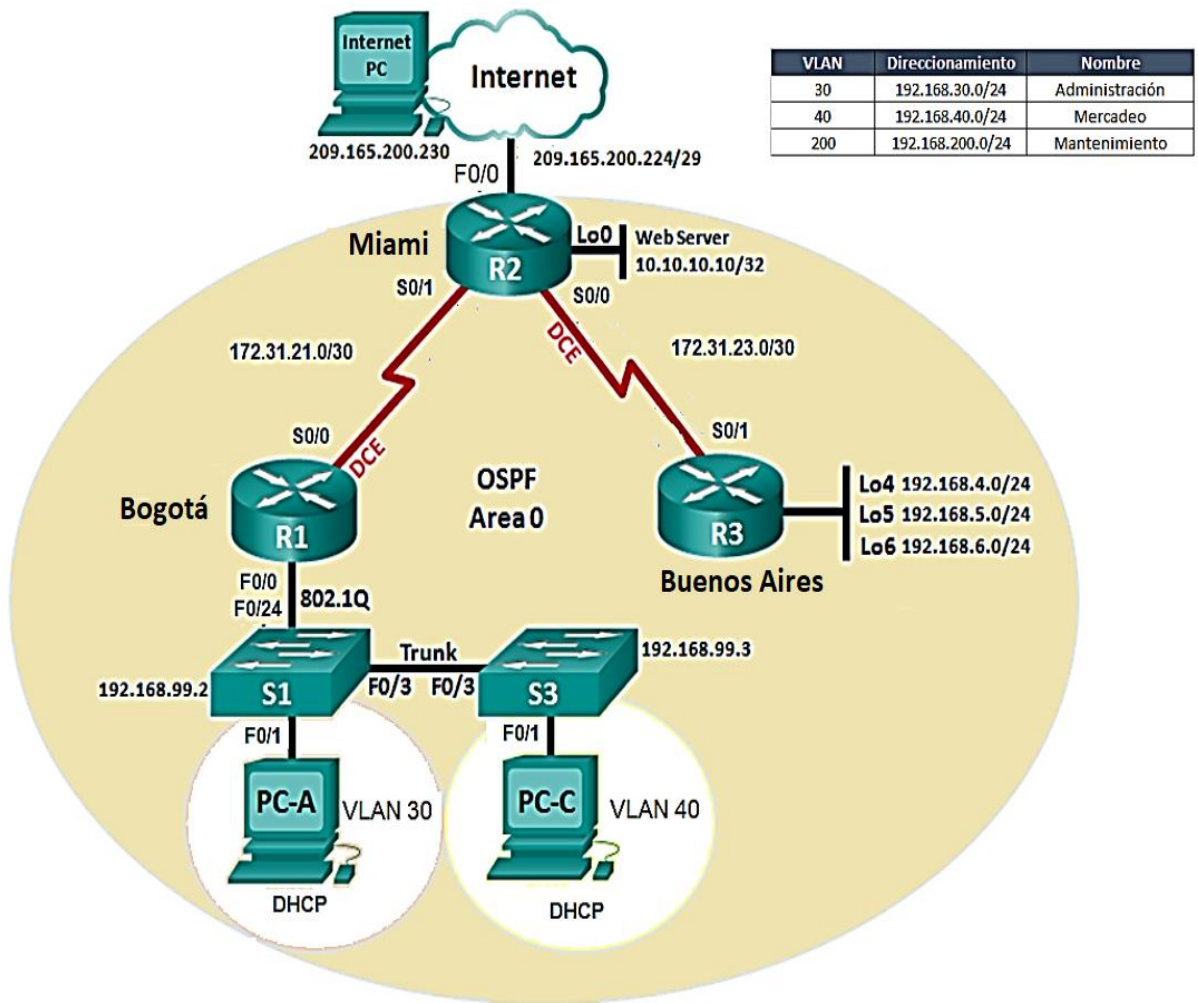 Internet
PC
Internet
209.165.200.230
209.165.200.224/29
F0/0
VLAN Direccionamiento Nombre
30 192.168.30.0/24 Administración
40 192.168.40.0/24 Mercadeo
200 192.168.200.0/24 Mantenimiento
Miami
R2
Lo0
Web Server
10.10.10.10/32
S0/1
S0/0
DCE
172.31.21.0/30
172.31.23.0/30
S0/0
DCE
S0/1
Bogotá
R1
OSPF
Area 0
R3
Buenos Aires
Lo4 192.168.4.0/24
Lo5 192.168.5.0/24
Lo6 192.168.6.0/24
F0/0
F0/24
802.1Q
Trunk
F0/3 F0/3
192.168.99.2
S1
S3
192.168.99.3
F0/1
F0/1
PC-A
VLAN 30
DHCP
PC-C
VLAN 40
DHCP